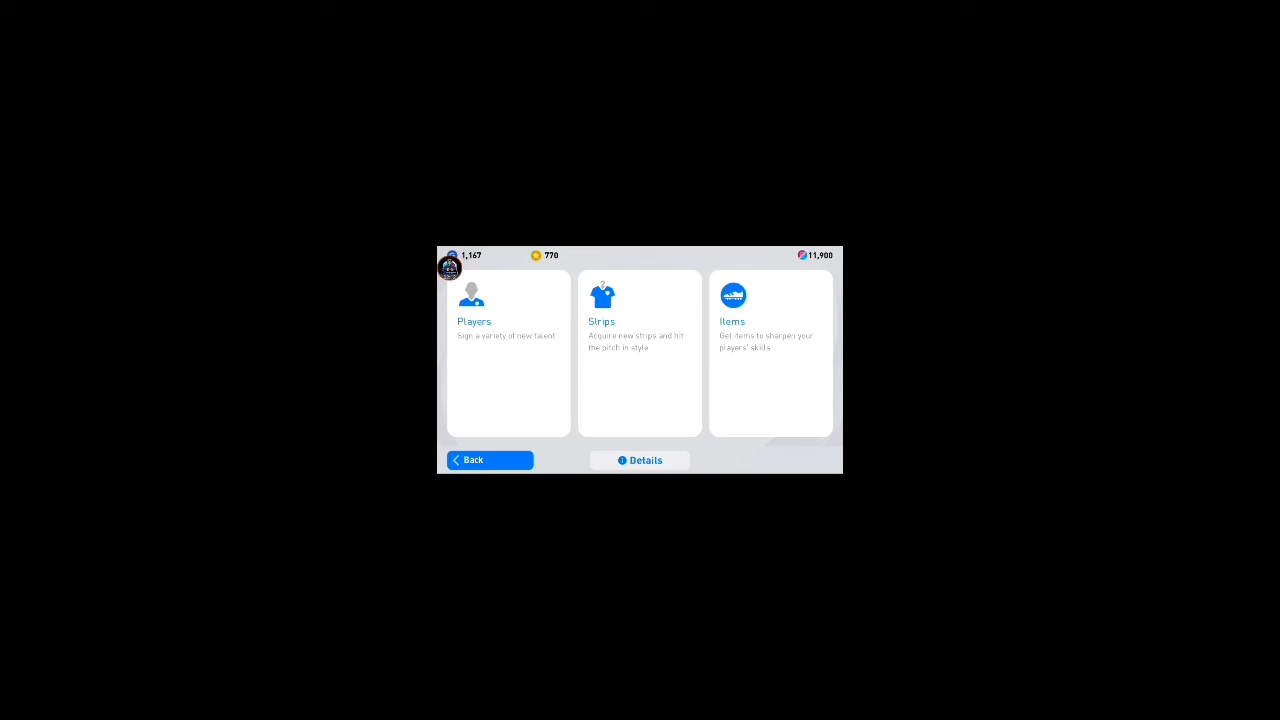 1,167
770
11,900
Players
Sign a variety of new talent
Strips
Acquire new strips and hit
the pitch in style
Items
Get items to sharpen your
players' skills
Back
Details